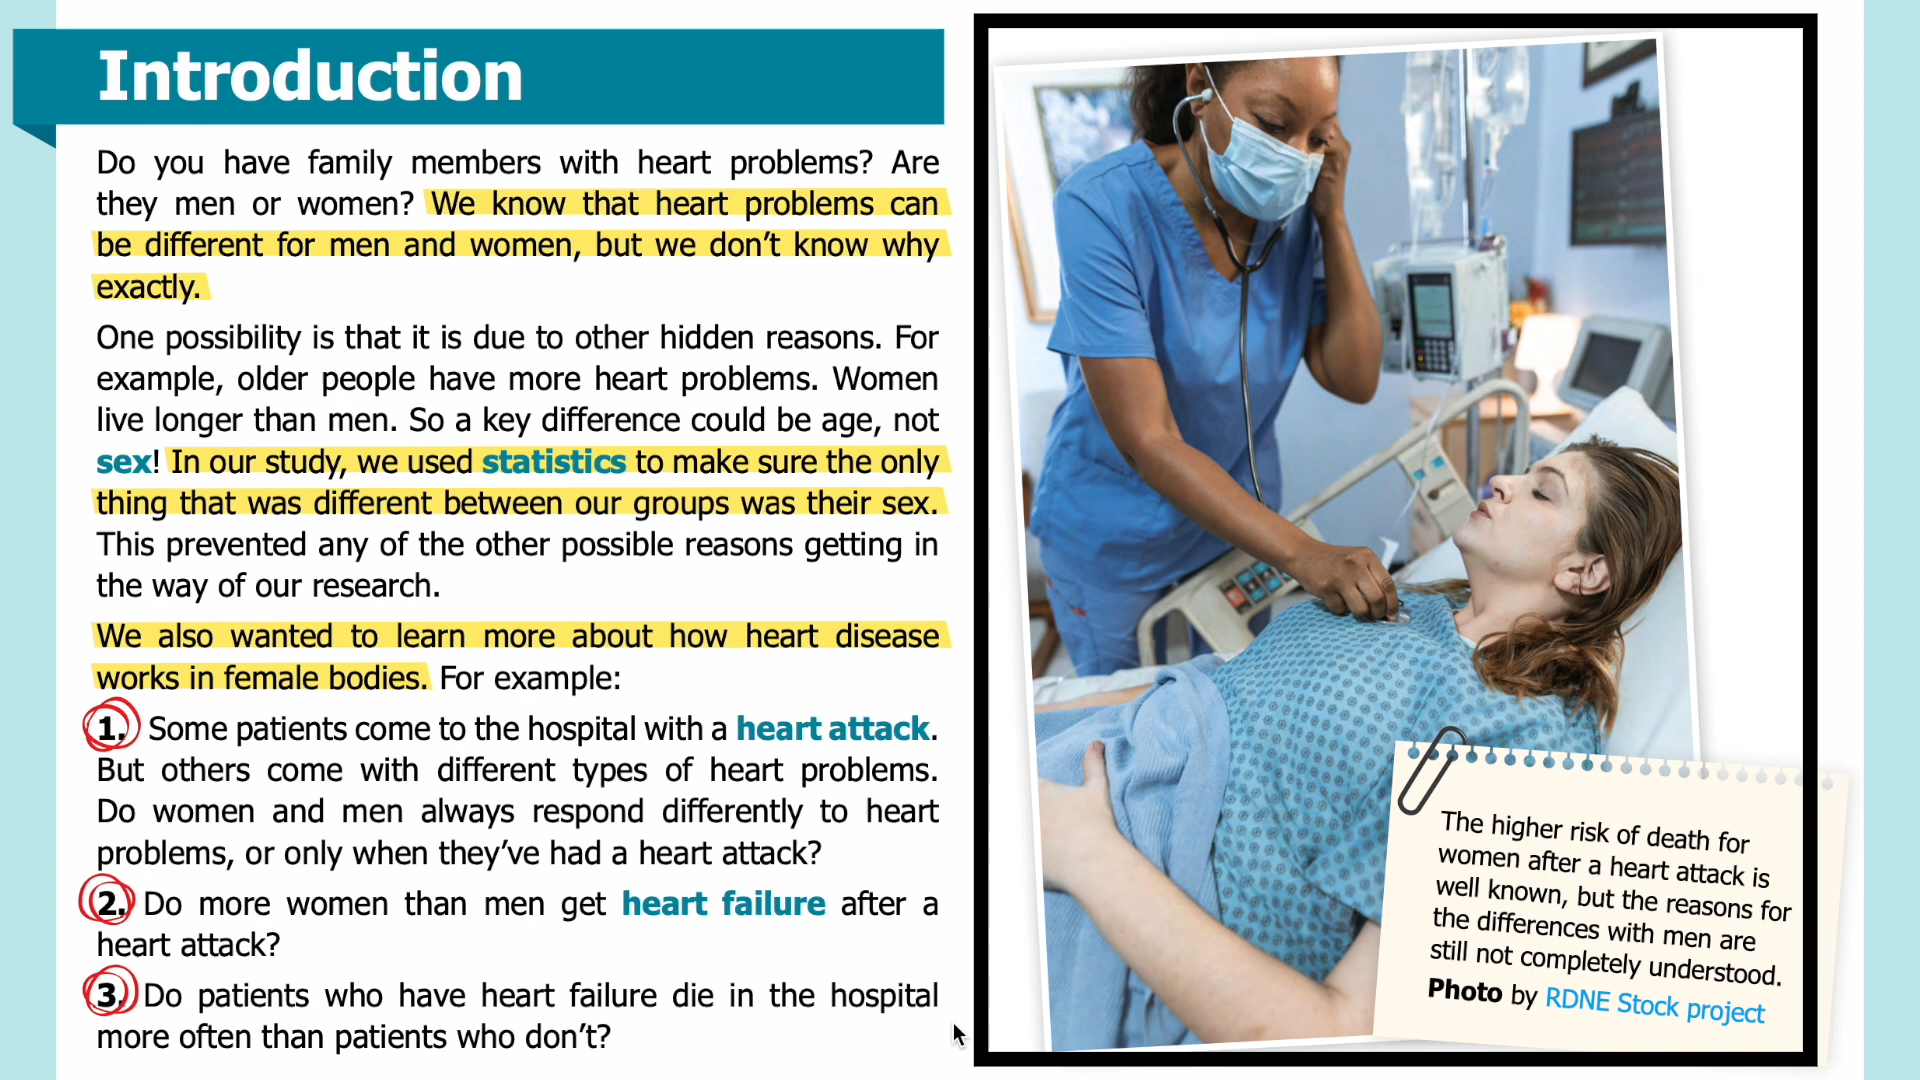 Introduction
Do you have family members with heart problems? Are
they men or women? We know that heart problems can
be different for men and women, but we don’t know why
exactly.
One possibility is that it is due to other hidden reasons. For
example, older people have more heart problems. Women
live longer than men. So a key difference could be age, not
sex! In our study, we used statistics to make sure the only
thing that was different between our groups was their sex.
This prevented any of the other possible reasons getting in
the way of our research.
We also wanted to learn more about how heart disease
works in female bodies. For example:
1. Some patients come to the hospital with a heart attack.
But others come with different types of heart problems.
Do women and men always respond differently to heart
problems, or only when they’ve had a heart attack?
2. Do more women than men get heart failure after a
heart attack?
3. Do patients who have heart failure die in the hospital
more often than patients who don’t?
The higher risk of death for
women after a heart attack is
well known, but the reasons for
the differences with men are
still not completely understood.
Photo by RDNE Stock project